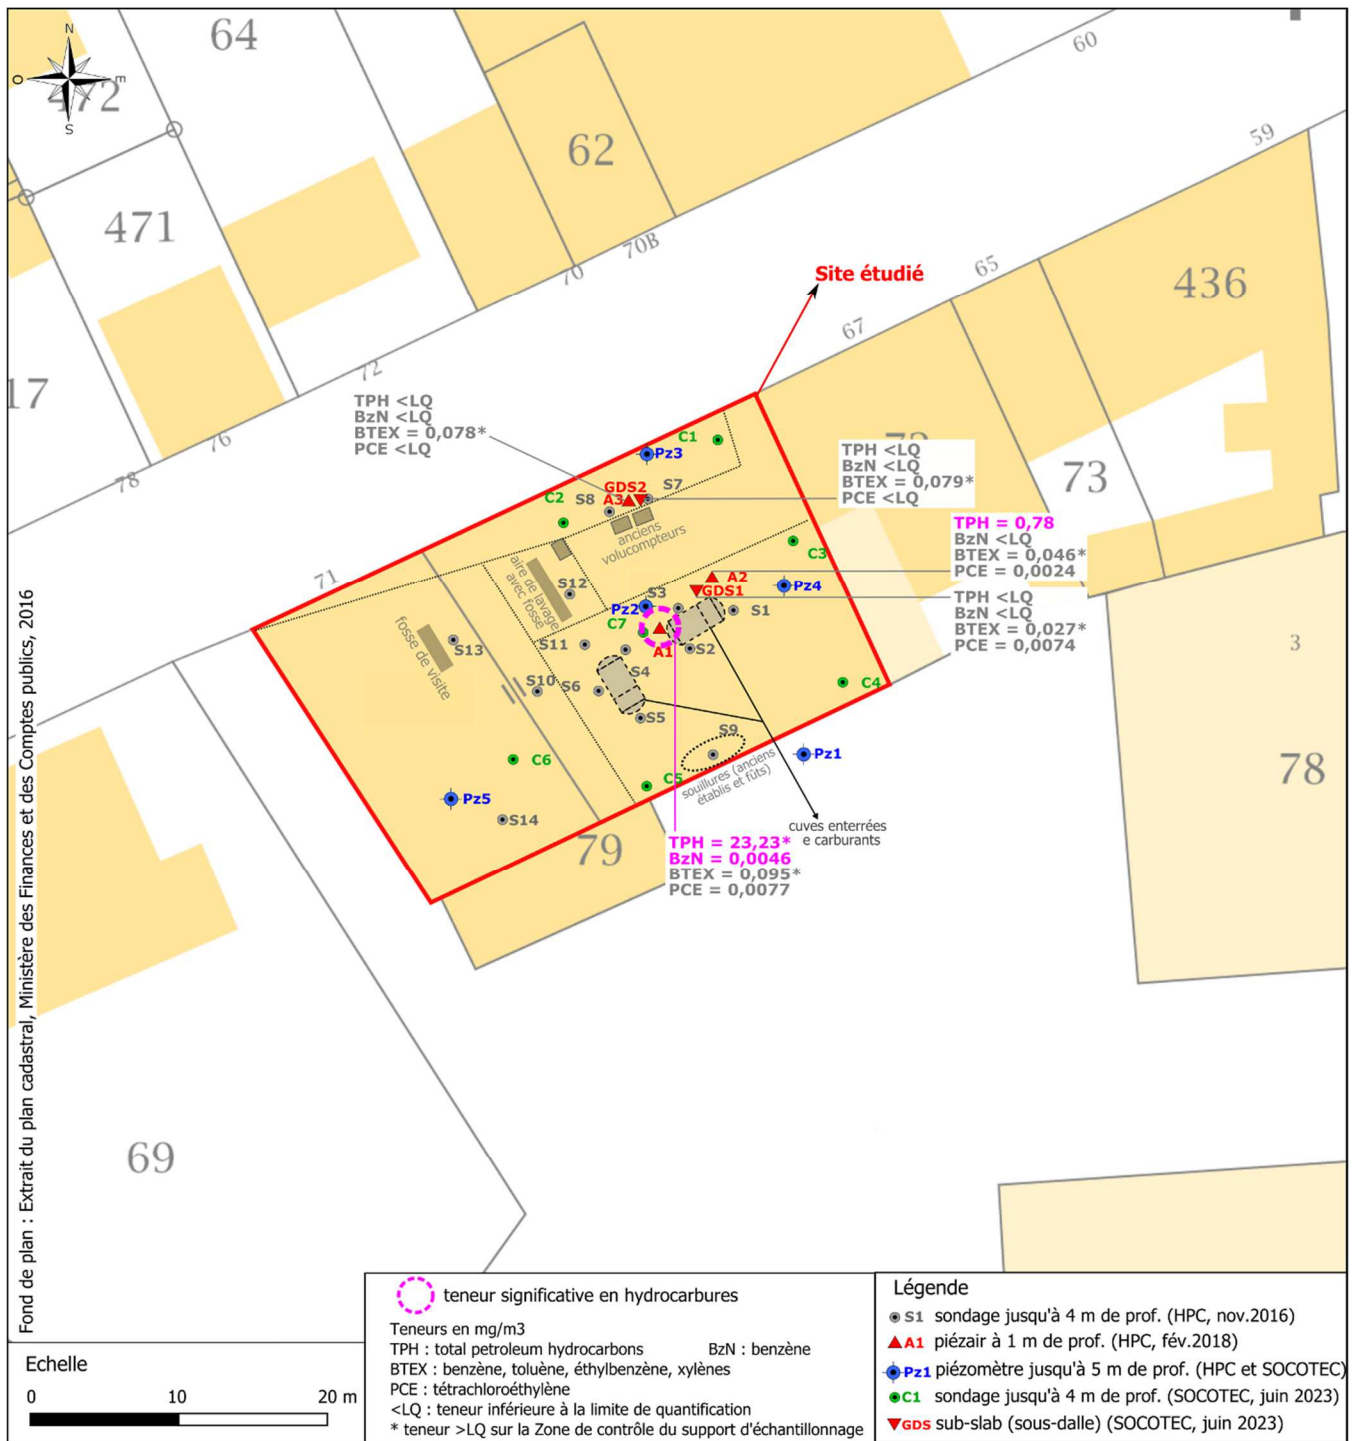 64
N
O
E
S
472
471
17
62
60
59
70B
70
72
76
78
65
67
436
Site étudié
73
TPH <LQ
BzN <LQ
BTEX = 0,078*
PCE <LQ
TPH <LQ
BzN <LQ
BTEX = 0,079*
PCE <LQ
TPH = 0,78
BzN <LQ
BTEX = 0,046*
PCE = 0,0024
TPH <LQ
BzN <LQ
BTEX = 0,027*
PCE = 0,0074
C1
Pz3
GDS2
S7
C2
S8
A3
anciens
volucompteurs
C3
71
aire de lavage
avec fosse
S12
A2
Pz4
S3
GDS1
Pz2
S1
C7
fosse de visite
S13
S11
A1
S2
S4
S10
S6
C4
S5
S9
Pz1
C6
souillures (anciens
établis et fûts)
C5
Pz5
S14
cuves enterrées
e carburants
79
TPH = 23,23*
BzN = 0,0046
BTEX = 0,095*
PCE = 0,0077
3
78
69
Fond de plan : Extrait du plan cadastral, Ministère des Finances et des Comptes publics, 2016
Echelle
0 10 20 m
teneur significative en hydrocarbures
Teneurs en mg/m3
TPH : total petroleum hydrocarbons BzN : benzène
BTEX : benzène, toluène, éthylbenzène, xylènes
PCE : tétrachloroéthylène
<LQ : teneur inférieure à la limite de quantification
* teneur >LQ sur la Zone de contrôle du support d'échantillonnage
Légende
S1 sondage jusqu'à 4 m de prof. (HPC, nov.2016)
A1 piézair à 1 m de prof. (HPC, fév.2018)
Pz1 piézomètre jusqu'à 5 m de prof. (HPC et SOCOTEC)
C1 sondage jusqu'à 4 m de prof. (SOCOTEC, juin 2023)
GDS sub-slab (sous-dalle) (SOCOTEC, juin 2023)